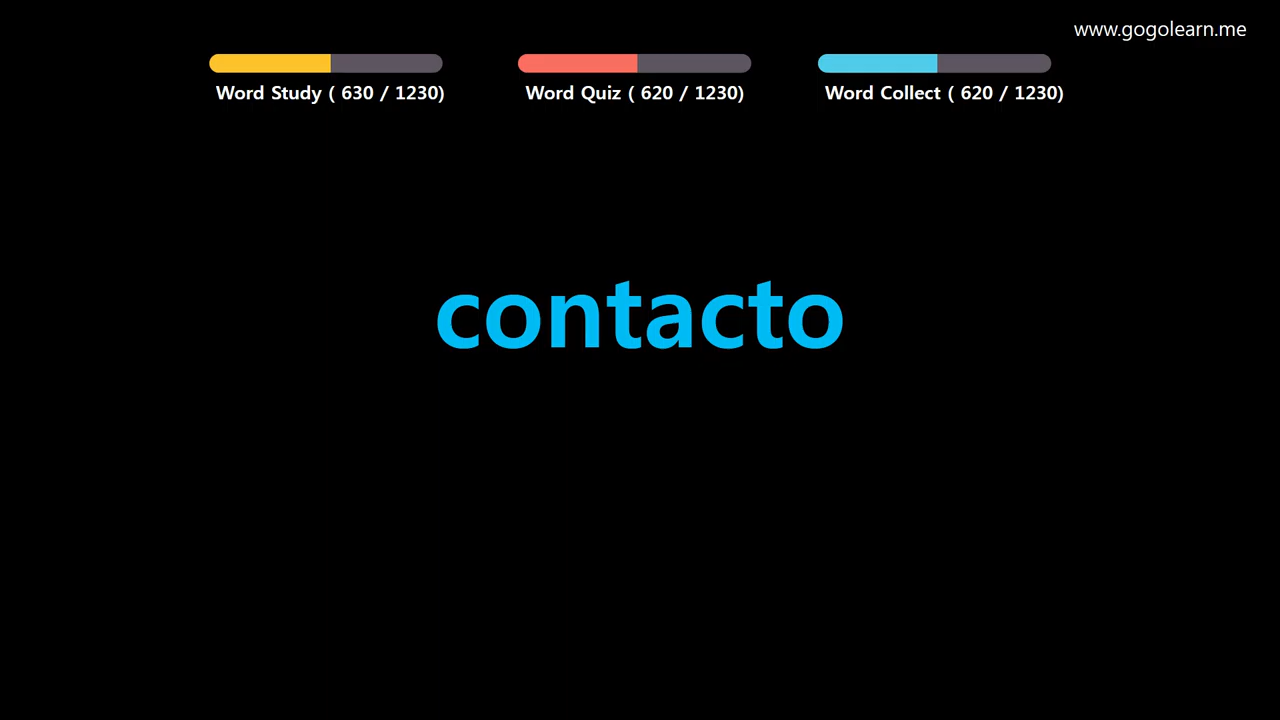 www.gogolearn.me
Word Study ( 630 / 1230)
Word Quiz ( 620 / 1230)
Word Collect ( 620 / 1230)
contacto